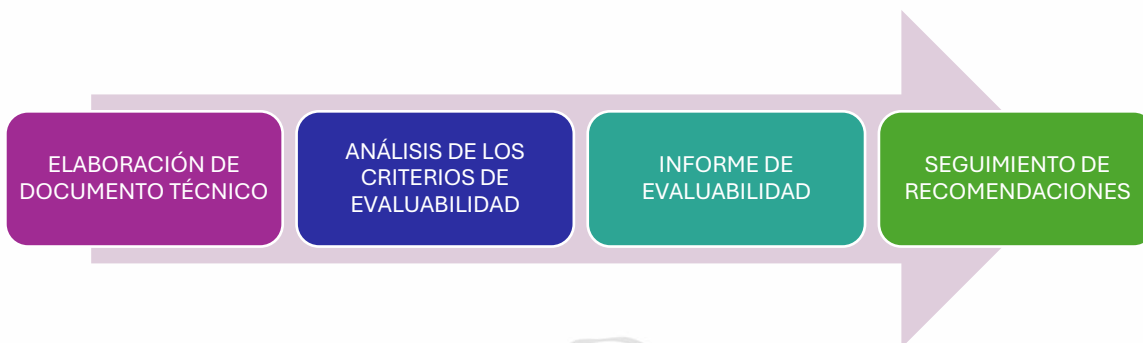 ELABORACIÓN DE
DOCUMENTO TÉCNICO
ANÁLISIS DE LOS
CRITERIOS DE
EVALUABILIDAD
INFORME DE
EVALUABILIDAD
SEGUIMIENTO DE
RECOMENDACIONES